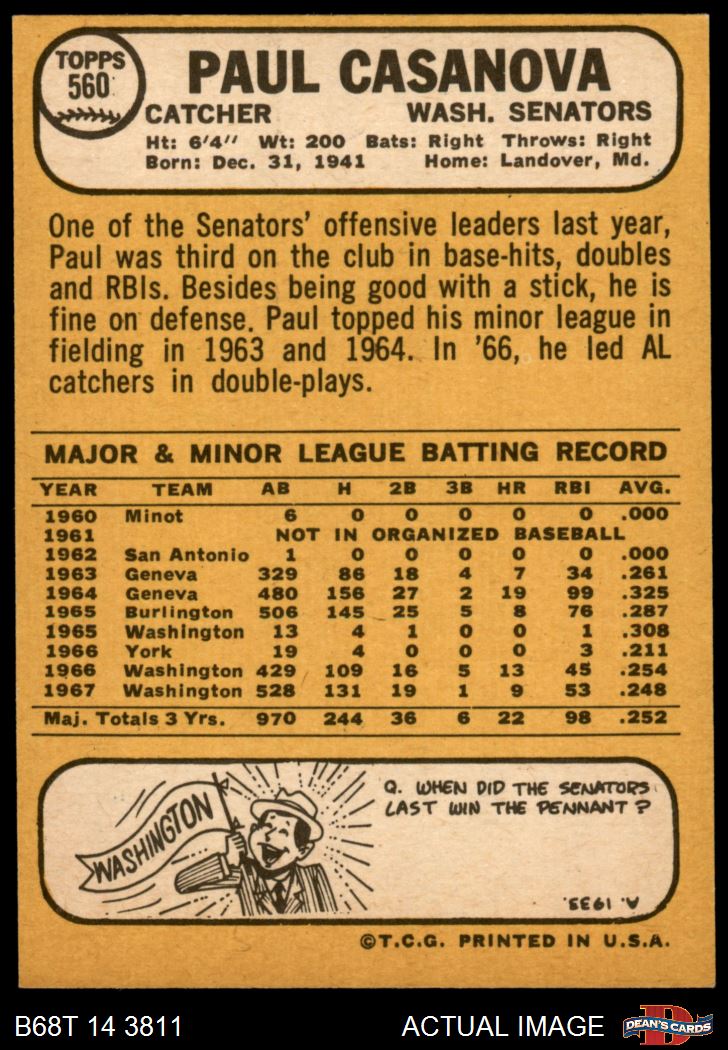 TOPPS
560
PAUL CASANOVA
CATCHER WASH. SENATORS
Ht: 6'4" Wt: 200 Bats: Right Throws: Right
Born: Dec. 31, 1941 Home: Landover, Md.
One of the Senators' offensive leaders last year,
Paul was third on the club in base-hits, doubles
and RBIs. Besides being good with a stick, he is
fine on defense. Paul topped his minor league in
fielding in 1963 and 1964. In '66, he led AL
catchers in double-plays.
MAJOR & MINOR LEAGUE BATTING RECORD
YEAR TEAM AB H 2B 3B HR RBI AVG.
1960 Minot 6 0 0 0 0 0 .000
1961 NOT IN ORGANIZED BASEBALL
1962 San Antonio 1 0 0 0 0 0 .000
1963 Geneva 329 86 18 4 7 34 .261
1964 Geneva 480 156 27 2 19 99 .325
1965 Burlington 506 145 25 5 8 76 .287
1965 Washington 13 4 1 0 0 1 .308
1966 York 19 4 0 0 0 3 .211
1966 Washington 429 109 16 5 13 45 .254
1967 Washington 528 131 19 1 9 53 .248
Maj. Totals 3 Yrs. 970 244 36 6 22 98 .252
WASHINGTON
Q. WHEN DID THE SENATORS
LAST WIN THE PENNANT?
A. 1933.
©T.C.G. PRINTED IN U.S.A.
B68T 14 3811 ACTUAL IMAGE
D
DEAN'S CARDS